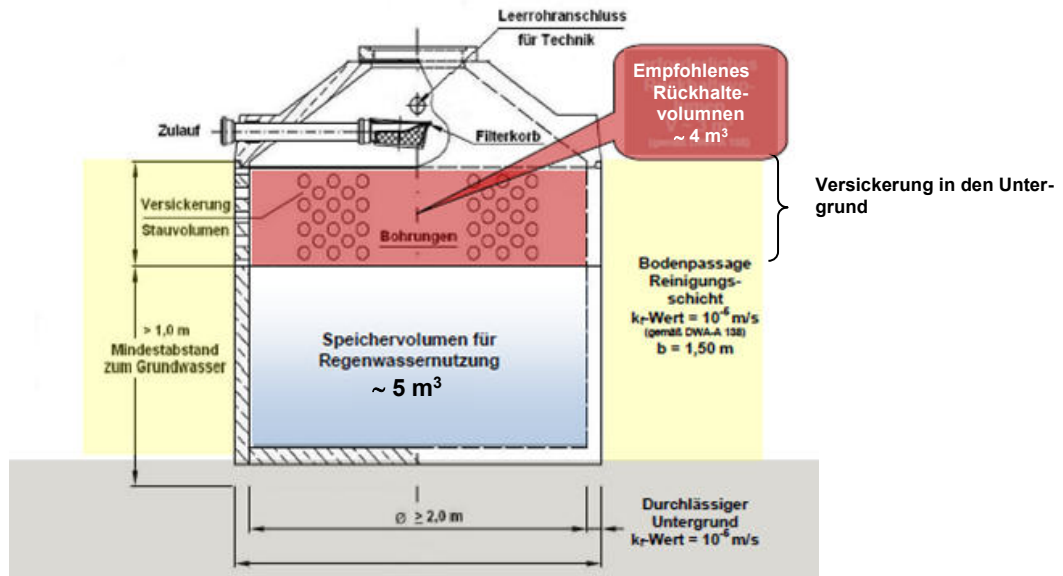 Leerrohranschluss
für Technik
Empfohlenes
Rückhalte-
volumnen
~ 4 m³
Zulauf
Filterkorb
Versickerung in den Unter-
grund
Versickerung
Stauvolumen
Bohrungen
Bodenpassage
Reinigungs-
schicht
kf-Wert = 10⁻⁶ m/s
(gemäß DWA-A 138)
b = 1,50 m
> 1,0 m
Mindestabstand
zum Grundwasser
Speichervolumen für
Regenwassernutzung
~ 5 m³
Ø ≥ 2,0 m
Durchlässiger
Untergrund
kf-Wert = 10⁻⁶ m/s